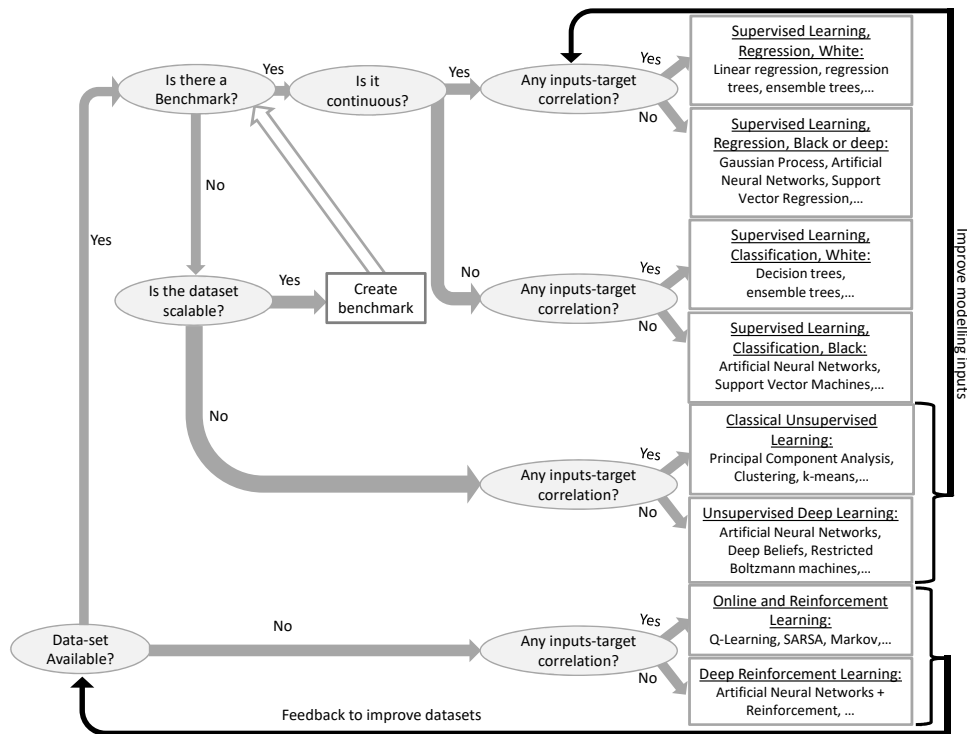 Is there a
Benchmark?
Yes
Is it
continuous?
Yes
Any inputs-target
correlation?
Yes
No
Supervised Learning,
Regression, White:
Linear regression, regression
trees, ensemble trees,...
Supervised Learning,
Regression, Black or deep:
Gaussian Process, Artificial
Neural Networks, Support
Vector Regression,...
No
Yes
No
Is the dataset
scalable?
Yes
Create
benchmark
Any inputs-target
correlation?
Yes
No
Supervised Learning,
Classification, White:
Decision trees,
ensemble trees,...
Supervised Learning,
Classification, Black:
Artificial Neural Networks,
Support Vector Machines,...
Improve modelling inputs
No
Any inputs-target
correlation?
Yes
No
Classical Unsupervised
Learning:
Principal Component Analysis,
Clustering, k-means,...
Unsupervised Deep Learning:
Artificial Neural Networks,
Deep Beliefs, Restricted
Boltzmann machines,...
Data-set
Available?
No
Any inputs-target
correlation?
Yes
No
Online and Reinforcement
Learning:
Q-Learning, SARSA, Markov,...
Deep Reinforcement Learning:
Artificial Neural Networks +
Reinforcement, ...
Feedback to improve datasets